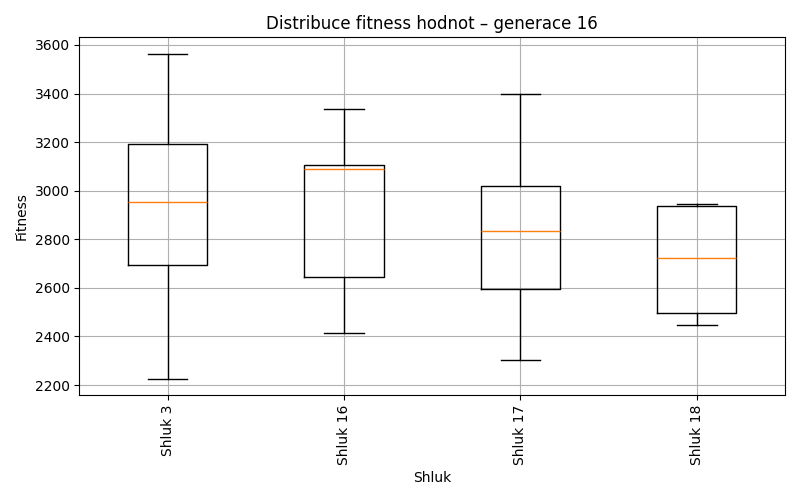 Distribuce fitness hodnot – generace 16
Fitness
3600
3400
3200
3000
2800
2600
2400
2200
Shluk 3
Shluk 16
Shluk 17
Shluk 18
Shluk